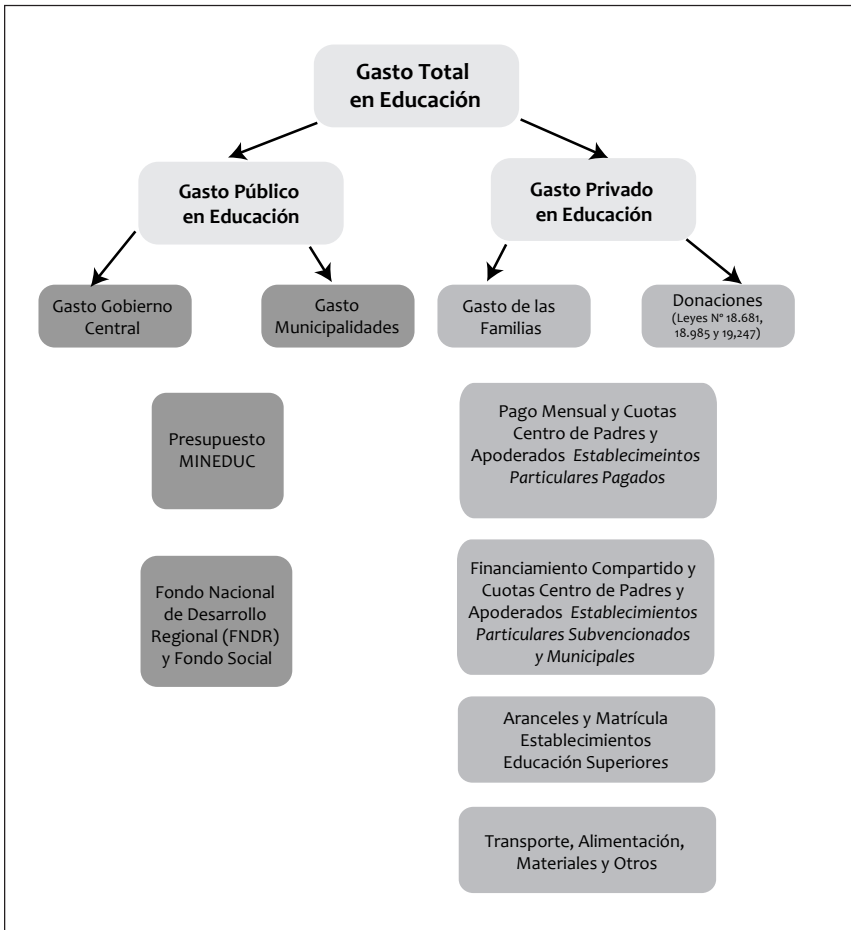 Gasto Total
en Educación
Gasto Público
en Educación
Gasto Privado
en Educación
Gasto Gobierno
Central
Gasto
Municipalidades
Gasto de las
Familias
Donaciones
(Leyes N° 18.681,
18.985 y 19,247)
Presupuesto
MINEDUC
Pago Mensual y Cuotas
Centro de Padres y
Apoderados Establecimeintos
Particulares Pagados
Fondo Nacional
de Desarrollo
Regional (FNDR)
y Fondo Social
Financiamiento Compartido y
Cuotas Centro de Padres y
Apoderados Establecimientos
Particulares Subvencionados
y Municipales
Aranceles y Matrícula
Establecimientos
Educación Superiores
Transporte, Alimentación,
Materiales y Otros